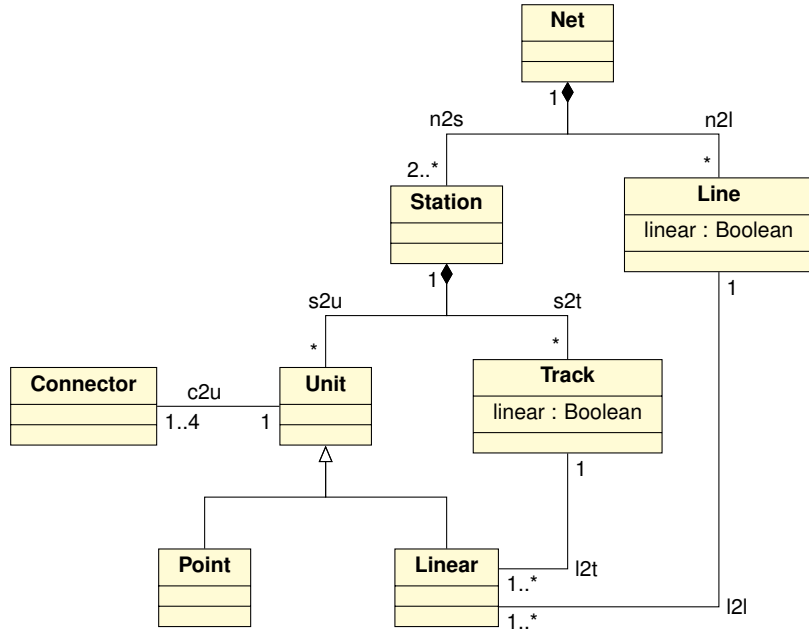 Net
1
n2s
n2l
2..*
*
Station
Line
linear : Boolean
1
1
s2u
s2t
*
*
Connector
c2u
Unit
Track
linear : Boolean
1..4
1
1
Point
Linear
1..*
l2t
1..*
l2l